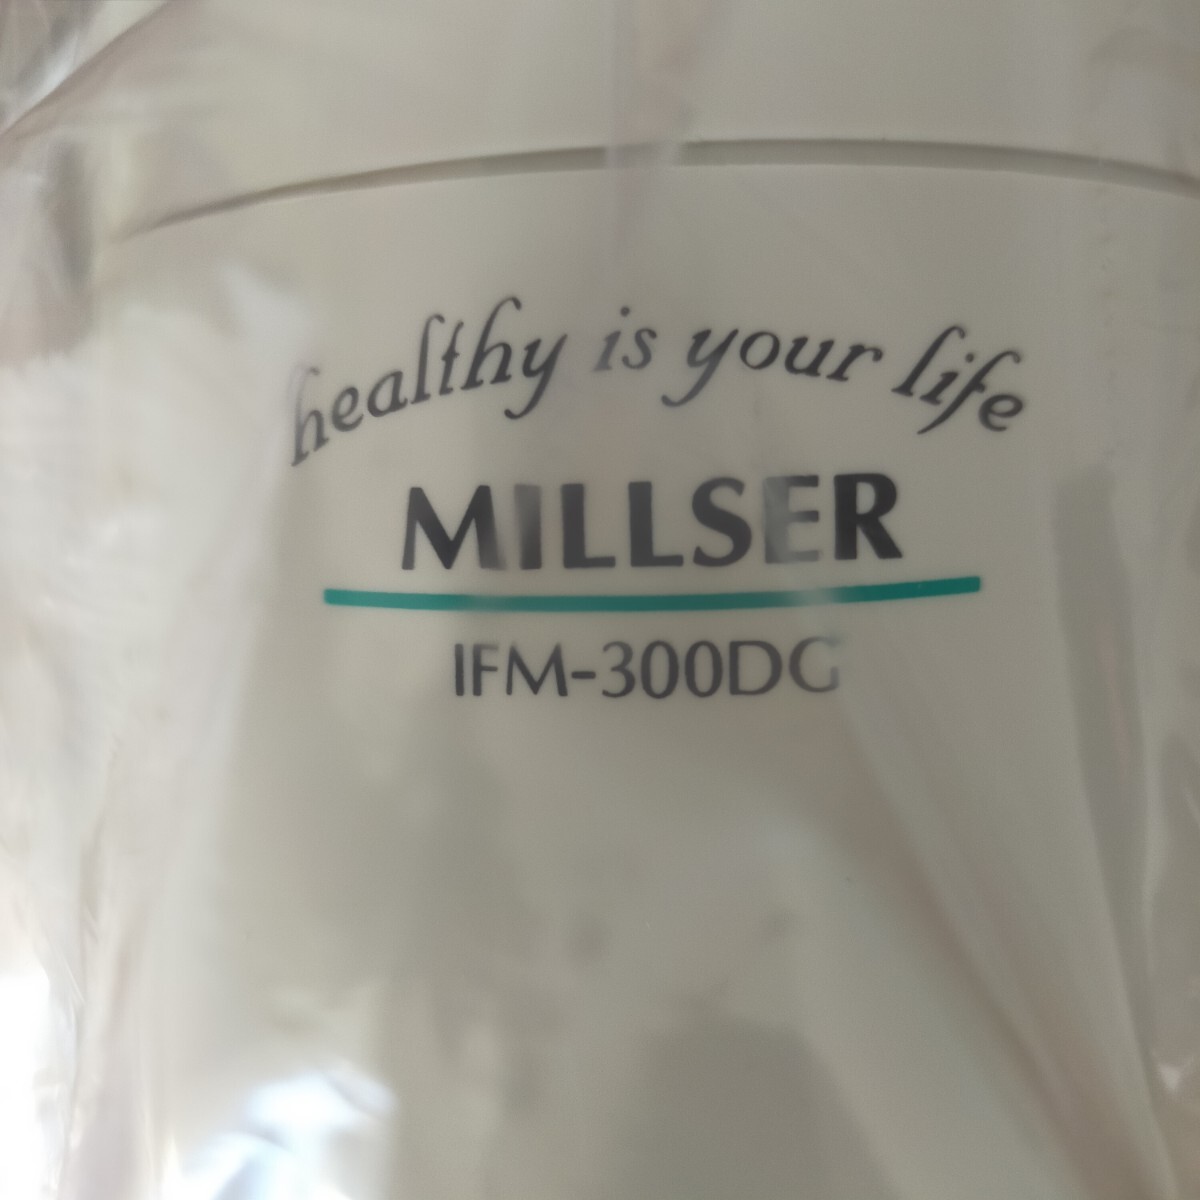 healthy is your life
MILLSER
IFM-300DG